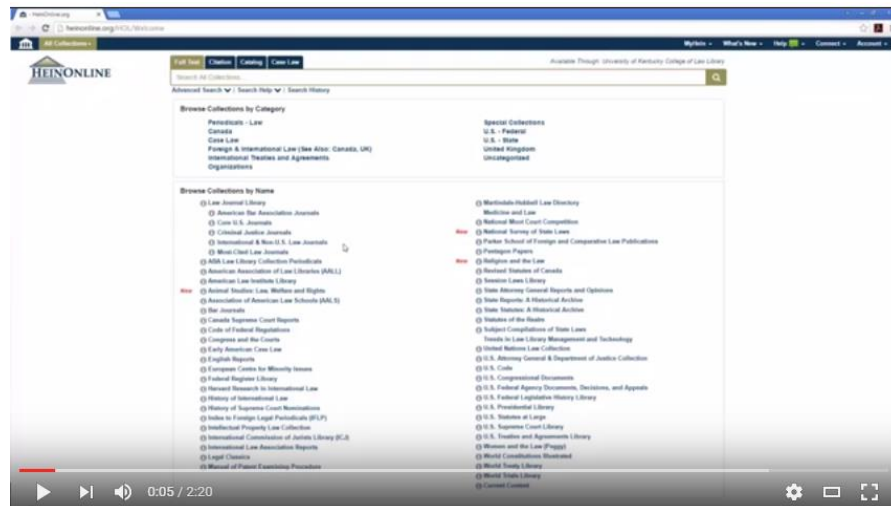 HeinOnline.org
heinonline.org/HOL/Welcome
All Collections
MyHein What's New Help Connect Account
HEINONLINE
Full Text Citation Catalog Case Law
Available Through: University of Kentucky College of Law Library
Search All Collections...
Advanced Search | Search Help | Search History
Browse Collections by Category
Periodicals - Law
Canada
Case Law
Foreign & International Law (See Also: Canada, UK)
International Treaties and Agreements
Organizations
Special Collections
U.S. - Federal
U.S. - State
United Kingdom
Uncategorized
Browse Collections by Name
Law Journal Library
American Bar Association Journals
Core U.S. Journals
Criminal Justice Journals
International & Non-U.S. Law Journals
Most-Cited Law Journals
ABA Law Library Collection Periodicals
American Association of Law Libraries (AALL)
American Law Institute Library
New Animal Studies: Law, Welfare and Rights
Association of American Law Schools (AALS)
Bar Journals
Canada Supreme Court Reports
Code of Federal Regulations
Congress and the Courts
Early American Case Law
English Reports
European Centre for Minority Issues
Federal Register Library
Harvard Research in International Law
History of International Law
History of Supreme Court Nominations
Index to Foreign Legal Periodicals (IFLP)
Intellectual Property Law Collection
International Commission of Jurists Library (ICJ)
International Law Association Reports
Legal Classics
Manual of Patent Examining Procedure
Martindale-Hubbell Law Directory
Medicine and Law
National Moot Court Competition
New National Survey of State Laws
Parker School of Foreign and Comparative Law Publications
Pentagon Papers
New Religion and the Law
Revised Statutes of Canada
Session Laws Library
State Attorney General Reports and Opinions
State Reports: A Historical Archive
State Statutes: A Historical Archive
Statutes of the Realm
Subject Compilations of State Laws
Trends in Law Library Management and Technology
United Nations Law Collection
U.S. Attorney General & Department of Justice Collection
U.S. Code
U.S. Congressional Documents
U.S. Federal Agency Documents, Decisions, and Appeals
U.S. Federal Legislative History Library
U.S. Presidential Library
U.S. Statutes at Large
U.S. Supreme Court Library
U.S. Treaties and Agreements Library
Women and the Law (Peggy)
World Constitutions Illustrated
World Treaty Library
World Trials Library
Current Content
0:05 / 2:20